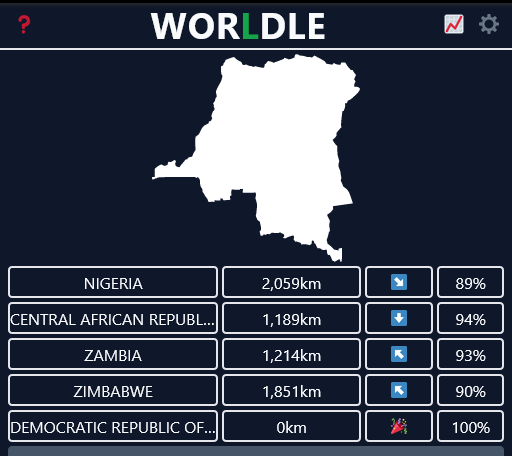 ?
WORLDLE
NIGERIA 2,059km 89%
CENTRAL AFRICAN REPUBL... 1,189km 94%
ZAMBIA 1,214km 93%
ZIMBABWE 1,851km 90%
DEMOCRATIC REPUBLIC OF... 0km 100%